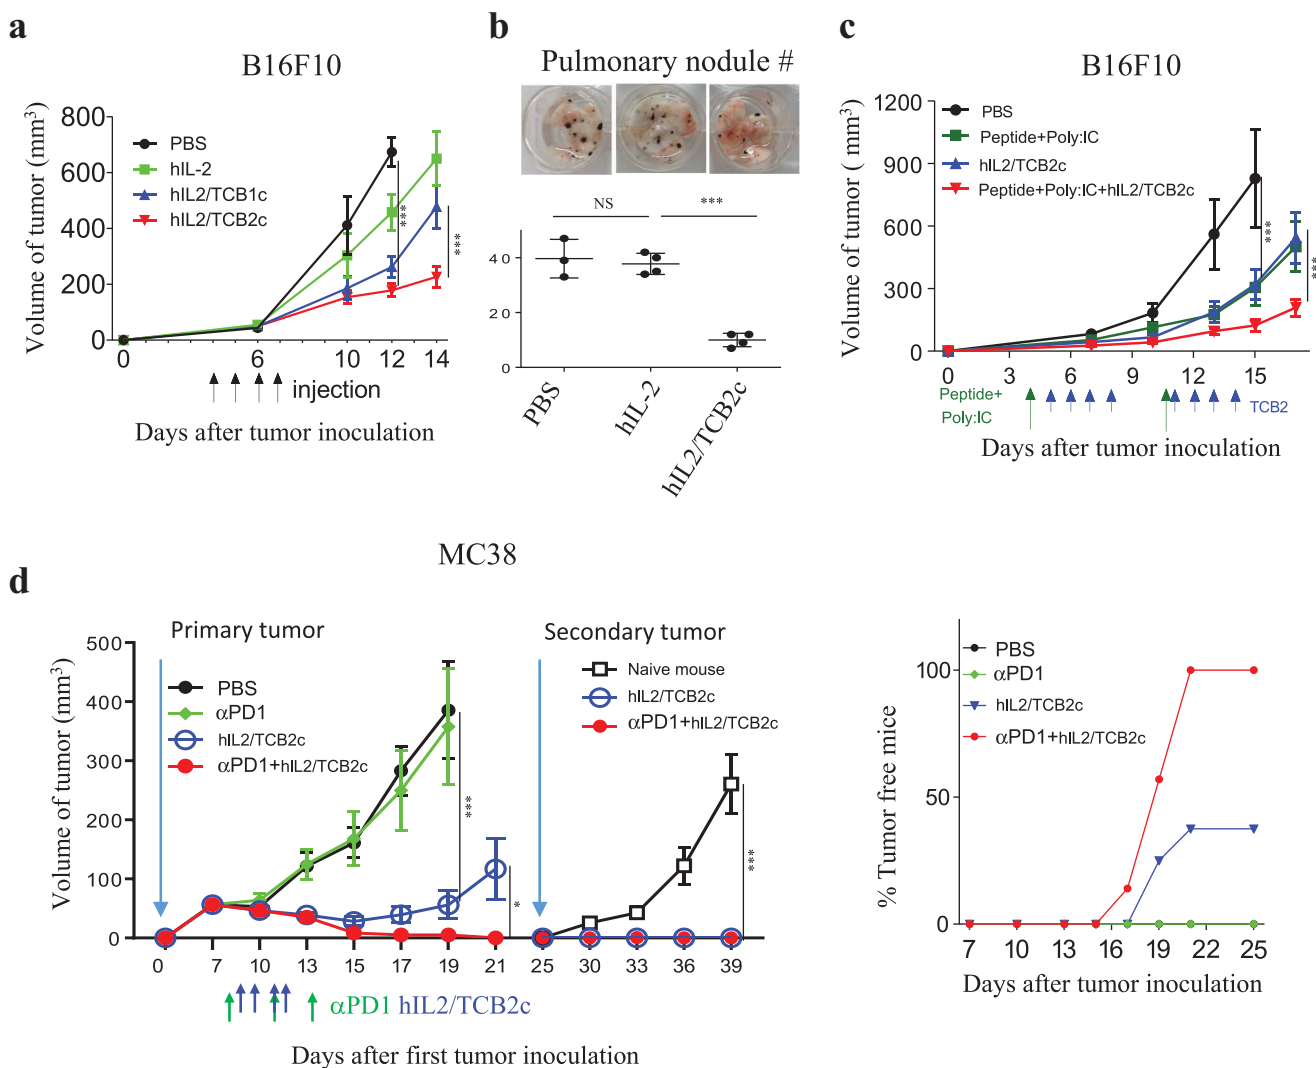 a
B16F10
Volume of tumor (mm³)
800
600
400
200
0
PBS
hIL-2
hIL2/TCB1c
hIL2/TCB2c
***
***
0 6 10 12 14
injection
Days after tumor inoculation
b
Pulmonary nodule #
NS ***
40
20
0
PBS
hIL-2
hIL2/TCB2c
c
B16F10
Volume of tumor ( mm³)
1200
900
600
300
0
PBS
Peptide+Poly:IC
hIL2/TCB2c
Peptide+Poly:IC+hIL2/TCB2c
***
***
0 3 6 9 12 15
Peptide+
Poly:IC
TCB2
Days after tumor inoculation
MC38
d
Primary tumor
Volume of tumor (mm³)
500
400
300
200
100
0
PBS
αPD1
hIL2/TCB2c
αPD1+hIL2/TCB2c
***
*
Secondary tumor
Naive mouse
hIL2/TCB2c
αPD1+hIL2/TCB2c
***
0 7 10 13 15 17 19 21 25 30 33 36 39
αPD1 hIL2/TCB2c
Days after first tumor inoculation
% Tumor free mice
100
50
0
PBS
αPD1
hIL2/TCB2c
αPD1+hIL2/TCB2c
7 10 13 16 19 22 25
Days after tumor inoculation